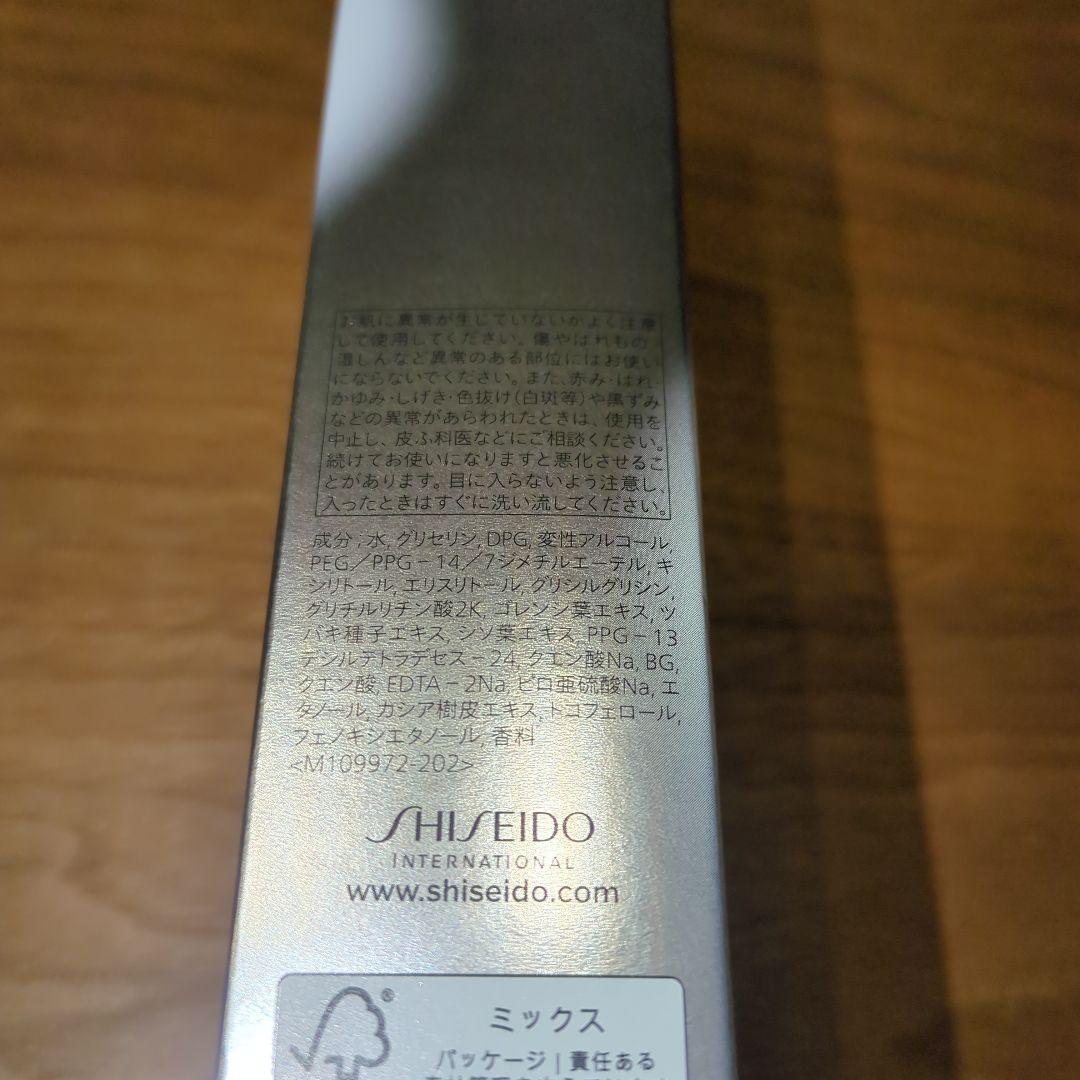 お肌に異常が生じていないかよく注意
して使用してください。傷やはれもの・
湿しんなど異常のある部位にはお使い
にならないでください。また、赤み・はれ・
かゆみ・しげき・色抜け(白斑等)や黒ずみ
などの異常があらわれたときは、使用を
中止し、皮ふ科医などにご相談ください。
続けてお使いになりますと悪化させるこ
とがあります。目に入らないよう注意し、
入ったときはすぐに洗い流してください。
成分:水, グリセリン, DPG, 変性アルコール,
PEG/PPG-14/7ジメチルエーテル, キ
シリトール, エリスリトール, グリシルグリシン,
グリチルリチン酸2K, ゴレンシ葉エキス, ツ
バキ種子エキス, シソ葉エキス, PPG-13
デシルテトラデセス-24, クエン酸Na, BG,
クエン酸, EDTA-2Na, ピロ亜硫酸Na, エ
タノール, カシア樹皮エキス, トコフェロール,
フェノキシエタノール, 香料
<M109972-202>
SHISEIDO
INTERNATIONAL
www.shiseido.com
®
ミックス
パッケージ|責任ある